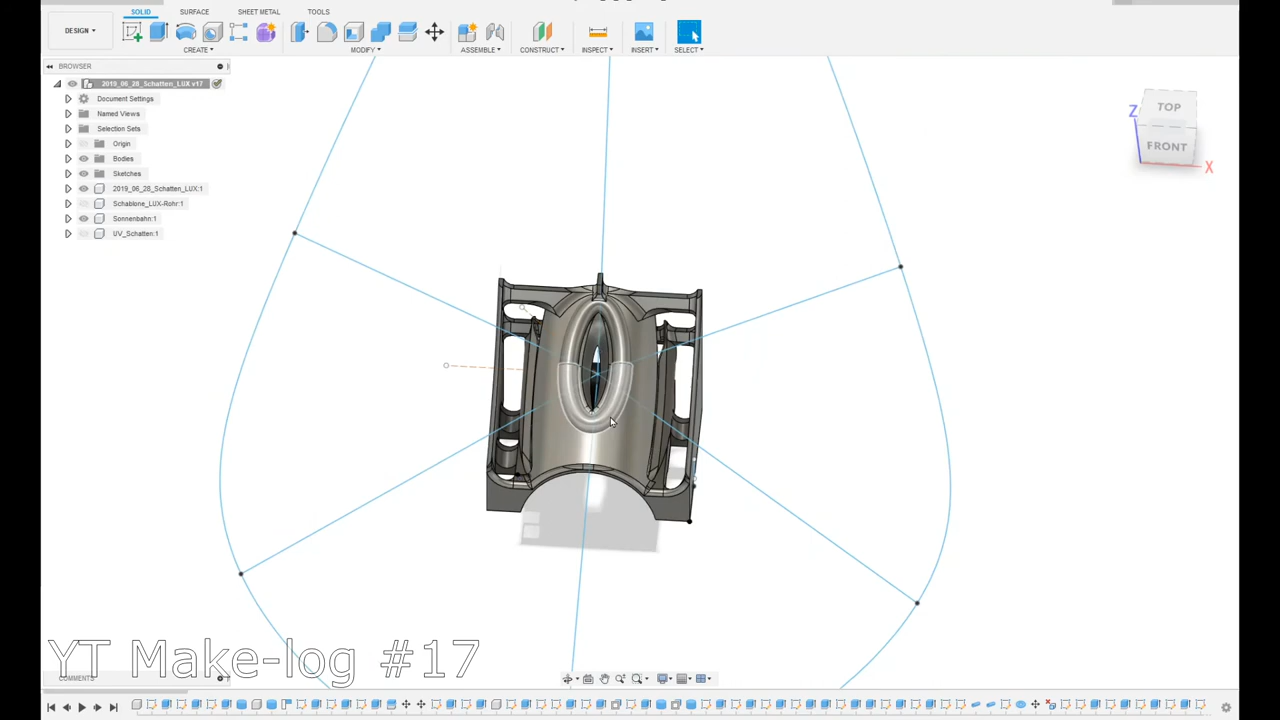 SOLID SURFACE SHEET METAL TOOLS
DESIGN
CREATE MODIFY ASSEMBLE CONSTRUCT INSPECT INSERT SELECT
BROWSER
2019_06_28_Schatten_LUX v17
Document Settings
Named Views
Selection Sets
Origin
Bodies
Sketches
2019_06_28_Schatten_LUX:1
Schablone_LUX-Rohr:1
Sonnenbahn:1
UV_Schatten:1
TOP
FRONT
Z
X
YT Make-log #17
COMMENTS